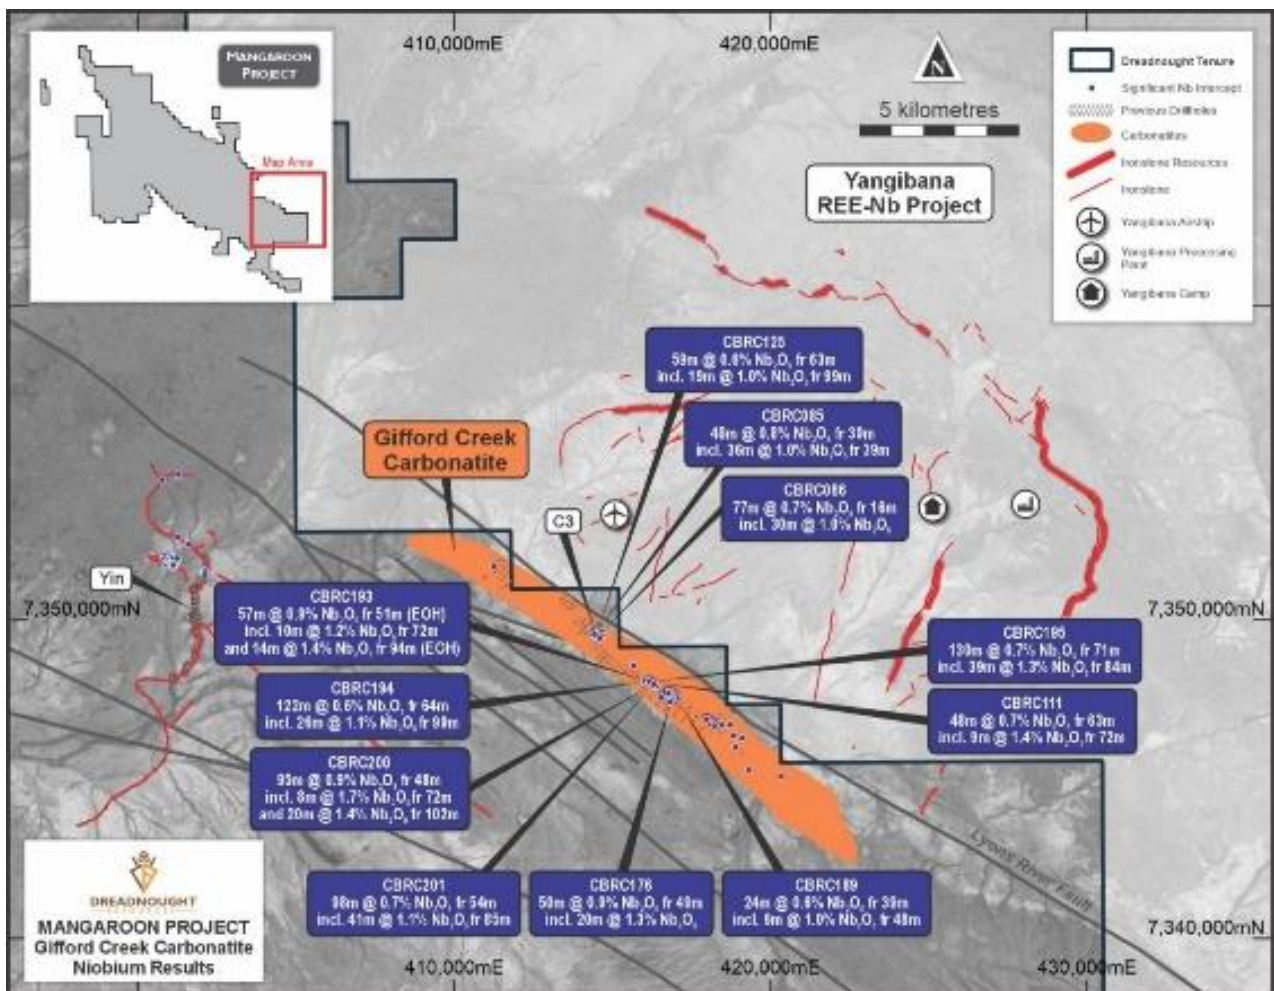 MANGAROON
PROJECT
Map Area
410,000mE
420,000mE
N
5 kilometres
Yangibana
REE-Nb Project
Dreadnought Tenure
Significant Nb Intercept
Previous Drillholes
Carbonatites
Ironstone Resources
Ironstone
Yangibana Airstrip
Yangibana Processing
Plant
Yangibana Camp
CBRC125
59m @ 0.6% Nb₂O₅ fr 63m
incl. 19m @ 1.0% Nb₂O₅ fr 99m
CBRC085
48m @ 0.8% Nb₂O₅ fr 30m
incl. 36m @ 1.0% Nb₂O₅ fr 39m
CBRC086
77m @ 0.7% Nb₂O₅ fr 16m
incl. 30m @ 1.0% Nb₂O₅
Gifford Creek
Carbonatite
C3
Yin
7,350,000mN
7,350,000mN
CBRC193
57m @ 0.9% Nb₂O₅ fr 51m (EOH)
incl. 10m @ 1.2% Nb₂O₅ fr 72m
and 14m @ 1.4% Nb₂O₅ fr 94m (EOH)
CBRC195
130m @ 0.7% Nb₂O₅ fr 71m
incl. 39m @ 1.3% Nb₂O₅ fr 84m
CBRC194
122m @ 0.6% Nb₂O₅ fr 64m
incl. 26m @ 1.1% Nb₂O₅ fr 99m
CBRC111
48m @ 0.7% Nb₂O₅ fr 63m
incl. 9m @ 1.4% Nb₂O₅ fr 72m
CBRC200
93m @ 0.9% Nb₂O₅ fr 48m
incl. 8m @ 1.7% Nb₂O₅ fr 72m
and 20m @ 1.4% Nb₂O₅ fr 102m
Lyons River Fault
CBRC201
98m @ 0.7% Nb₂O₅ fr 54m
incl. 41m @ 1.1% Nb₂O₅ fr 85m
CBRC176
50m @ 0.9% Nb₂O₅ fr 40m
incl. 20m @ 1.3% Nb₂O₅
CBRC189
24m @ 0.6% Nb₂O₅ fr 39m
incl. 6m @ 1.0% Nb₂O₅ fr 48m
DREADNOUGHT
MANGAROON PROJECT
Gifford Creek Carbonatite
Niobium Results
7,340,000mN
410,000mE
420,000mE
430,000mE